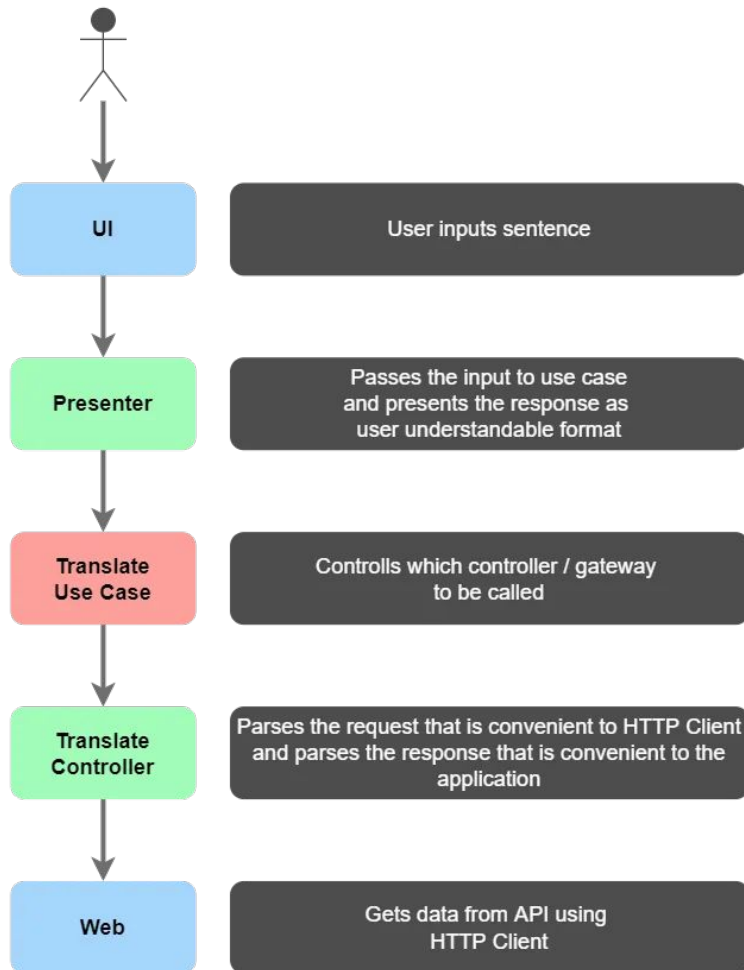 UI
User inputs sentence
Presenter
Passes the input to use case
and presents the response as
user understandable format
Translate
Use Case
Controlls which controller / gateway
to be called
Translate
Controller
Parses the request that is convenient to HTTP Client
and parses the response that is convenient to the
application
Web
Gets data from API using
HTTP Client